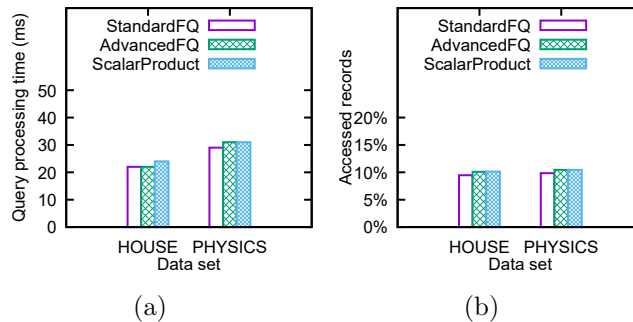 Query processing time (ms)
StandardFQ
AdvancedFQ
ScalarProduct
50
40
30
20
10
0
HOUSE PHYSICS
Data set
(a)
Accessed records
StandardFQ
AdvancedFQ
ScalarProduct
20%
15%
10%
5%
0%
HOUSE PHYSICS
Data set
(b)